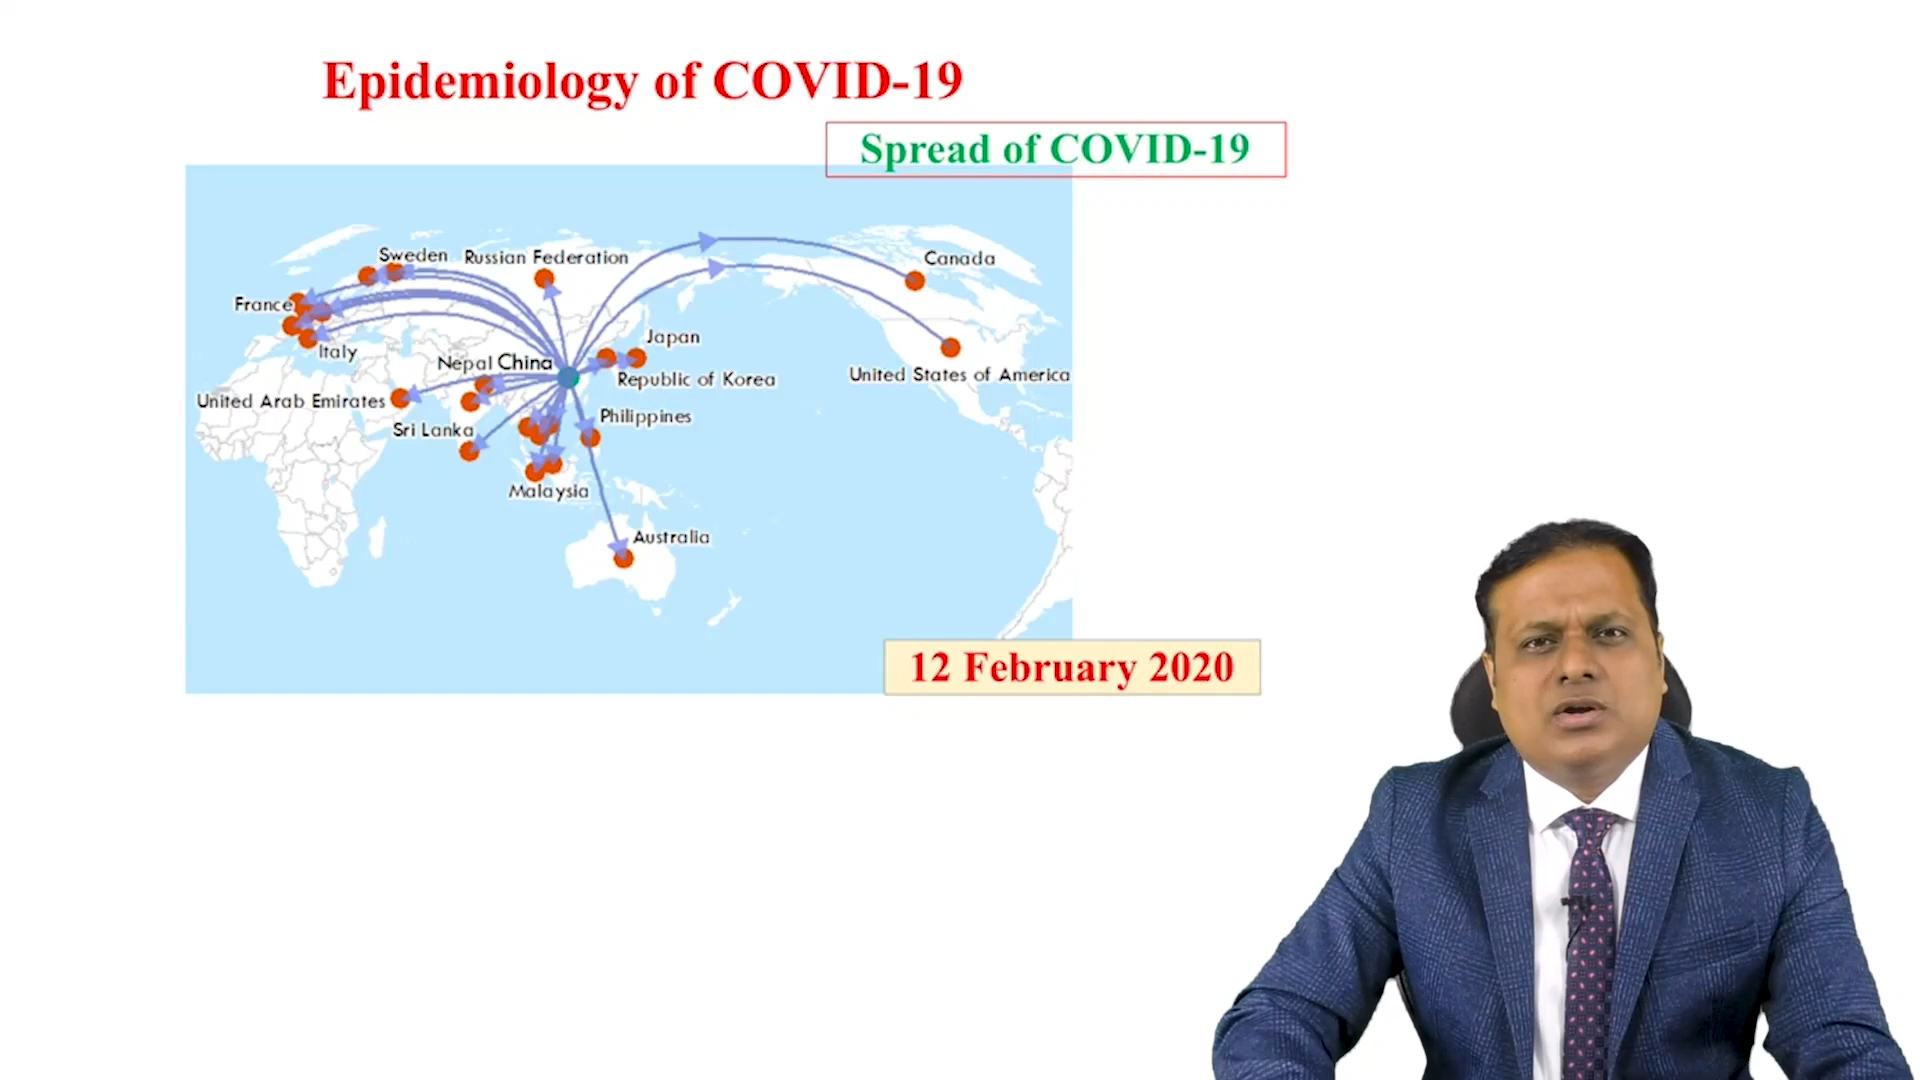 Epidemiology of COVID-19
Spread of COVID-19
Sweden
Russian Federation
Canada
France
Japan
Italy
Nepal
China
Republic of Korea
United States of America
United Arab Emirates
Philippines
Sri Lanka
Malaysia
Australia
12 February 2020